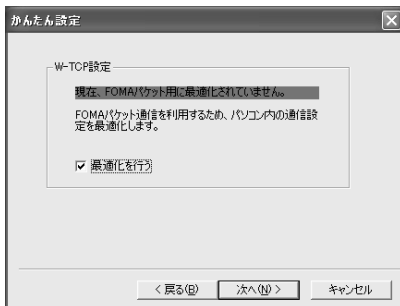 かんたん設定
W-TCP設定
現在、FOMAパケット用に最適化されていません。
FOMAパケット通信を利用するため、パソコン内の通信設
定を最適化します。
最適化を行う
< 戻る(B)
次へ(N) >
キャンセル